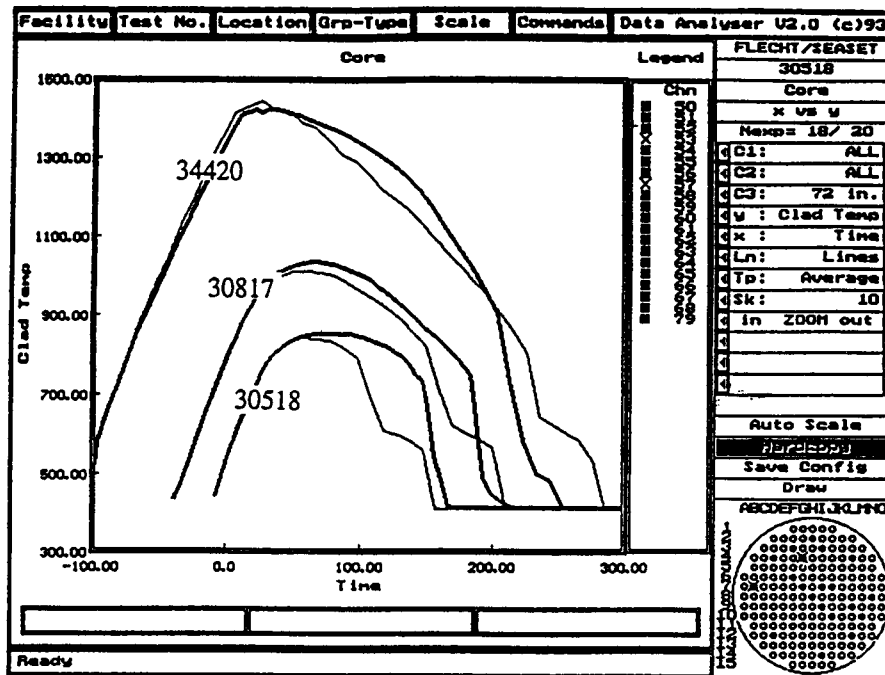 Facility Test No. Location Grp-Type Scale Commands Data Analyser V2.0 (c)93
Core
Legend
Chn
1500.00
1300.00
1100.00
900.00
700.00
500.00
300.00
Clad Temp
34420
30817
30518
-100.00 0.0 100.00 200.00 300.00
Time
Ready
FLECHT/SEASET
30518
Core
x vs y
Nexp= 18/ 20
C1: ALL
C2: ALL
C3: 72 in.
y : Clad Temp
x : Time
Ln: Lines
Tp: Average
Sk: 10
in ZOOM out
Auto Scale
Hardcopy
Save Config
Draw
ABCDEFGHIJKLMNO